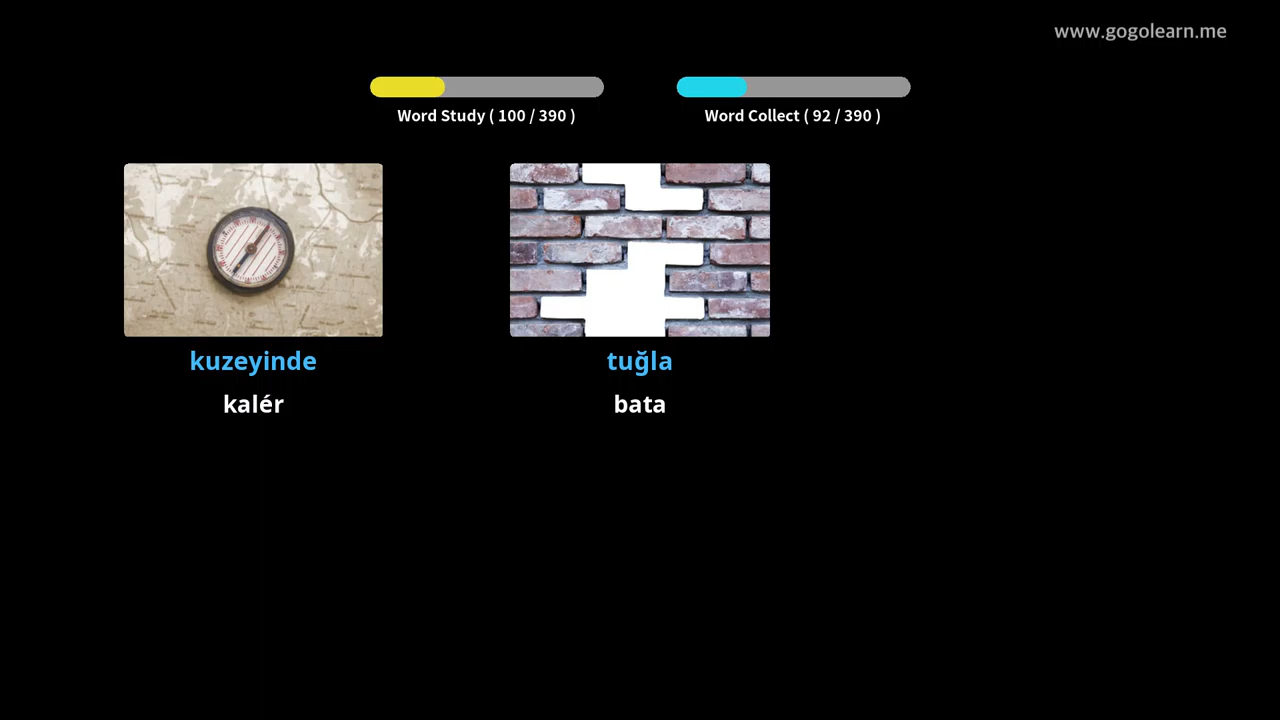 www.gogolearn.me
Word Study ( 100 / 390 )
Word Collect ( 92 / 390 )
kuzeyinde
kalér
tuğla
bata